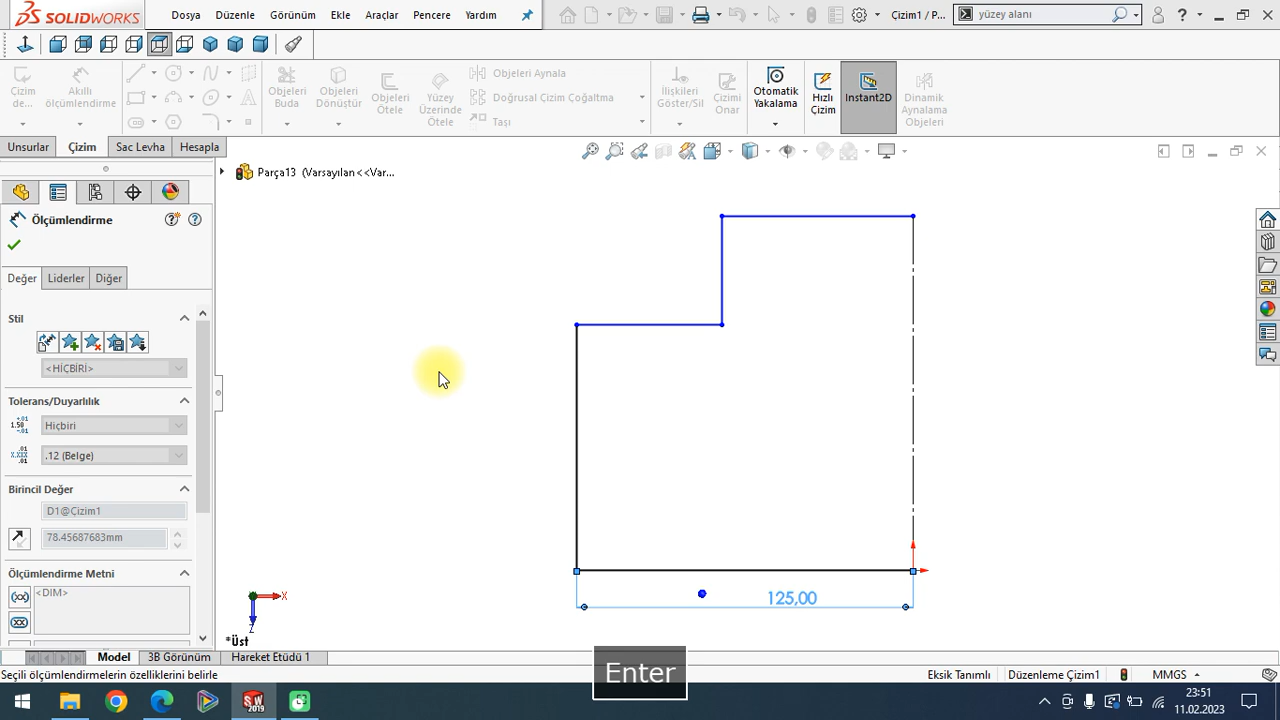 SOLIDWORKS
Dosya Düzenle Görünüm Ekle Araçlar Pencere Yardım
Çizim1 / P...
yüzey alanı
Çizim de...
Akıllı ölçümlendirme
Objeleri Buda
Objeleri Dönüştür
Objeleri Ötele
Yüzey Üzerinde Ötele
Objeleri Aynala
Doğrusal Çizim Çoğaltma
Taşı
İlişkileri Göster/Sil
Çizimi Onar
Otomatik Yakalama
Hızlı Çizim
Instant2D
Dinamik Aynalama Objeleri
Unsurlar Çizim Sac Levha Hesapla
Parça13 (Varsayılan<<Var...
Ölçümlendirme
Değer Liderler Diğer
Stil
<HİÇBİRİ>
Tolerans/Duyarlılık
Hiçbiri
.12 (Belge)
Birincil Değer
D1@Çizim1
78.45687683mm
Ölçümlendirme Metni
<DIM>
125,00
X
Z
*Üst
Enter
Model 3B Görünüm Hareket Etüdü 1
Seçili ölçümlendirmelerin özelliklerini belirle
Eksik Tanımlı Düzenleme Çizim1 MMGS
SW 2019
23:51
11.02.2023